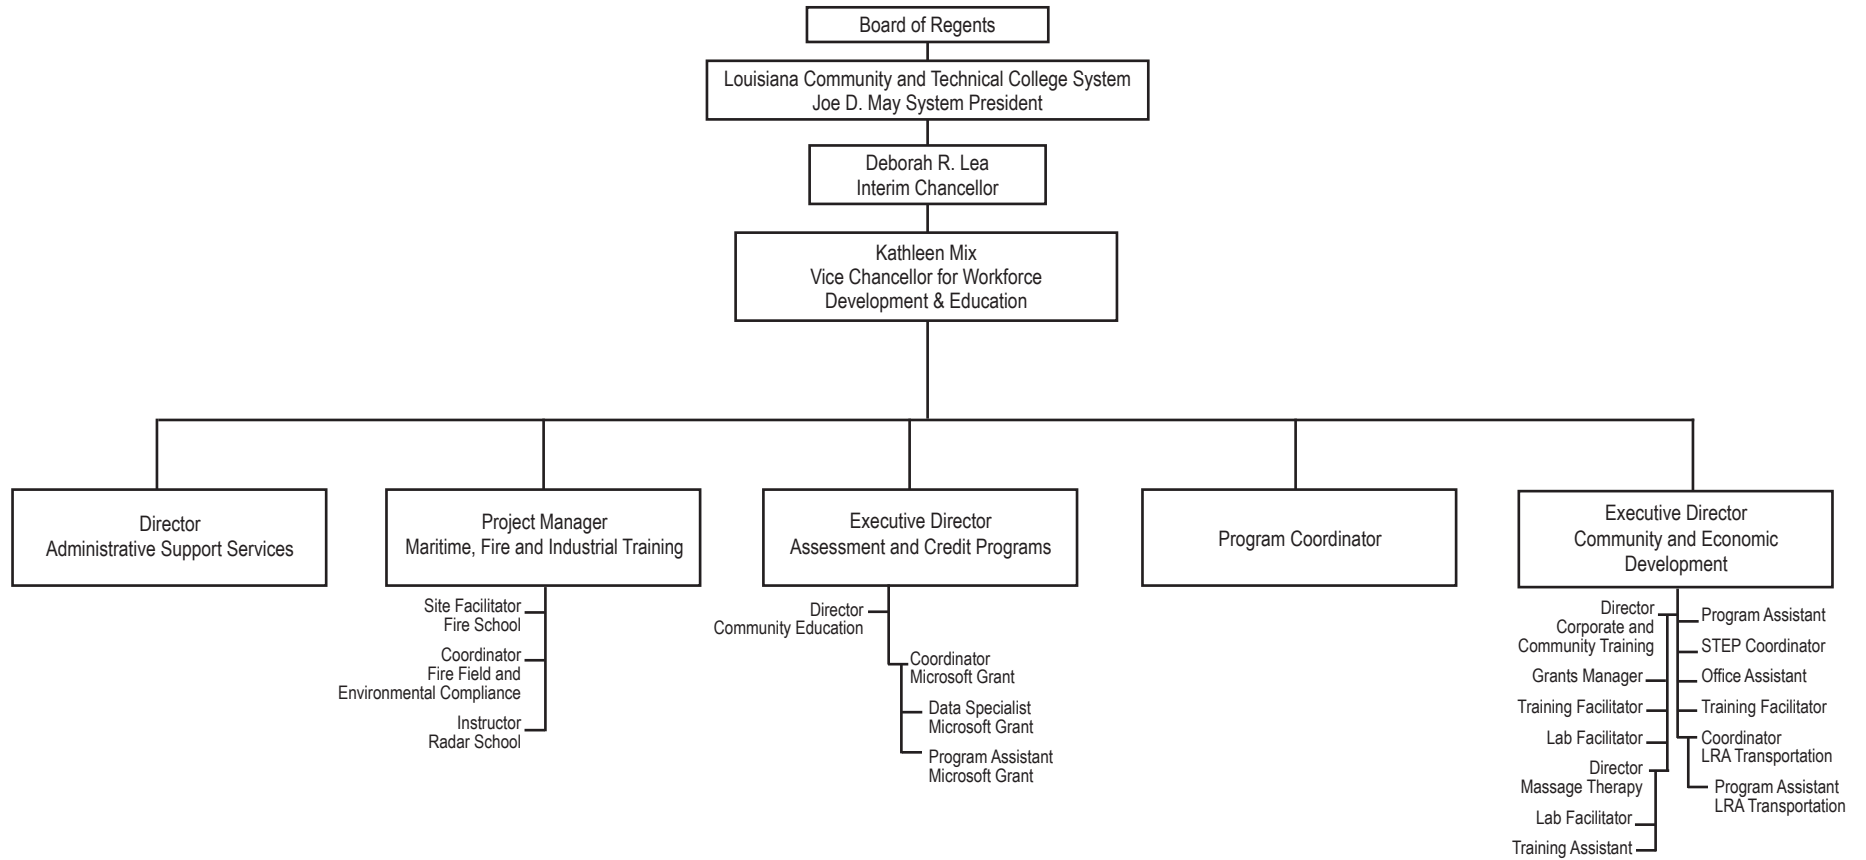 Board of Regents
Louisiana Community and Technical College System
Joe D. May System President
Deborah R. Lea
Interim Chancellor
Kathleen Mix
Vice Chancellor for Workforce
Development & Education
Director
Administrative Support Services
Project Manager
Maritime, Fire and Industrial Training
Site Facilitator
Fire School
Coordinator
Fire Field and
Environmental Compliance
Instructor
Radar School
Executive Director
Assessment and Credit Programs
Director
Community Education
Coordinator
Microsoft Grant
Data Specialist
Microsoft Grant
Program Assistant
Microsoft Grant
Program Coordinator
Executive Director
Community and Economic
Development
Director
Corporate and
Community Training
Grants Manager
Training Facilitator
Lab Facilitator
Director
Massage Therapy
Lab Facilitator
Training Assistant
Program Assistant
STEP Coordinator
Office Assistant
Training Facilitator
Coordinator
LRA Transportation
Program Assistant
LRA Transportation